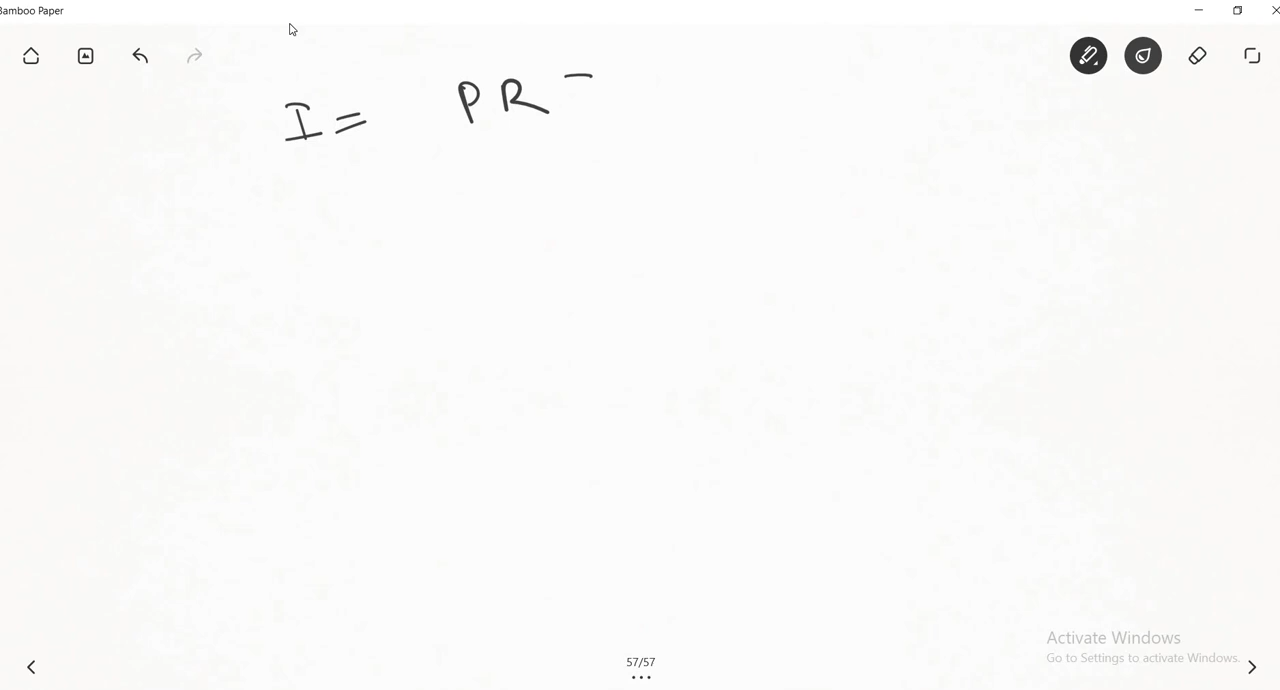 Bamboo Paper
I = PR
57/57
Activate Windows
Go to Settings to activate Windows.